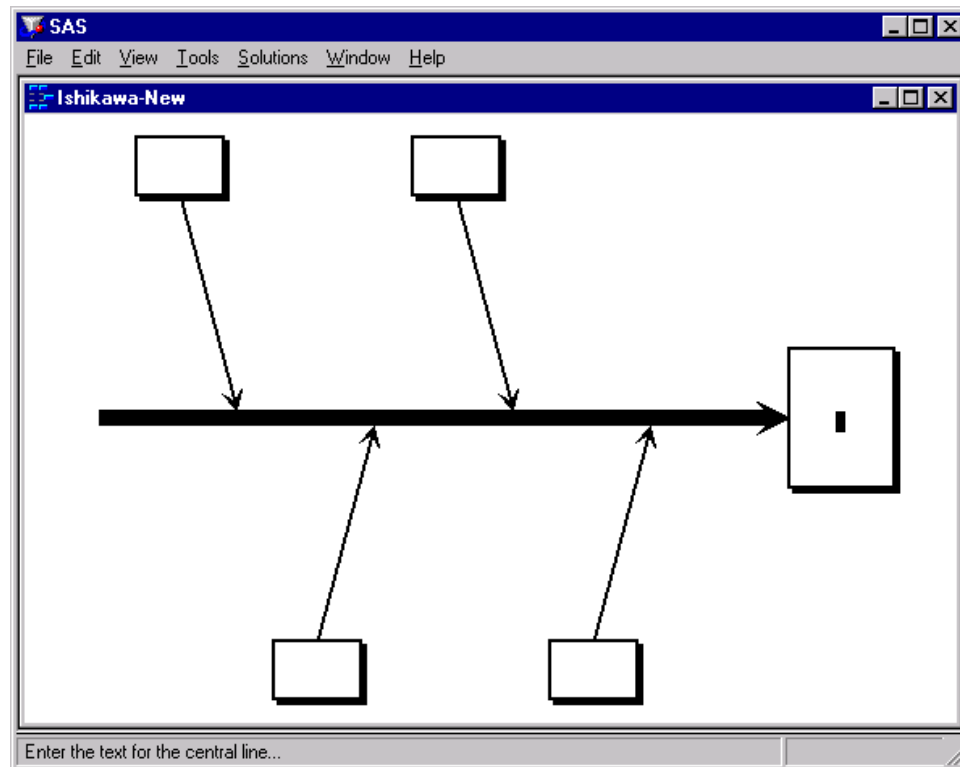 SAS
File Edit View Tools Solutions Window Help
Ishikawa-New
Enter the text for the central line...